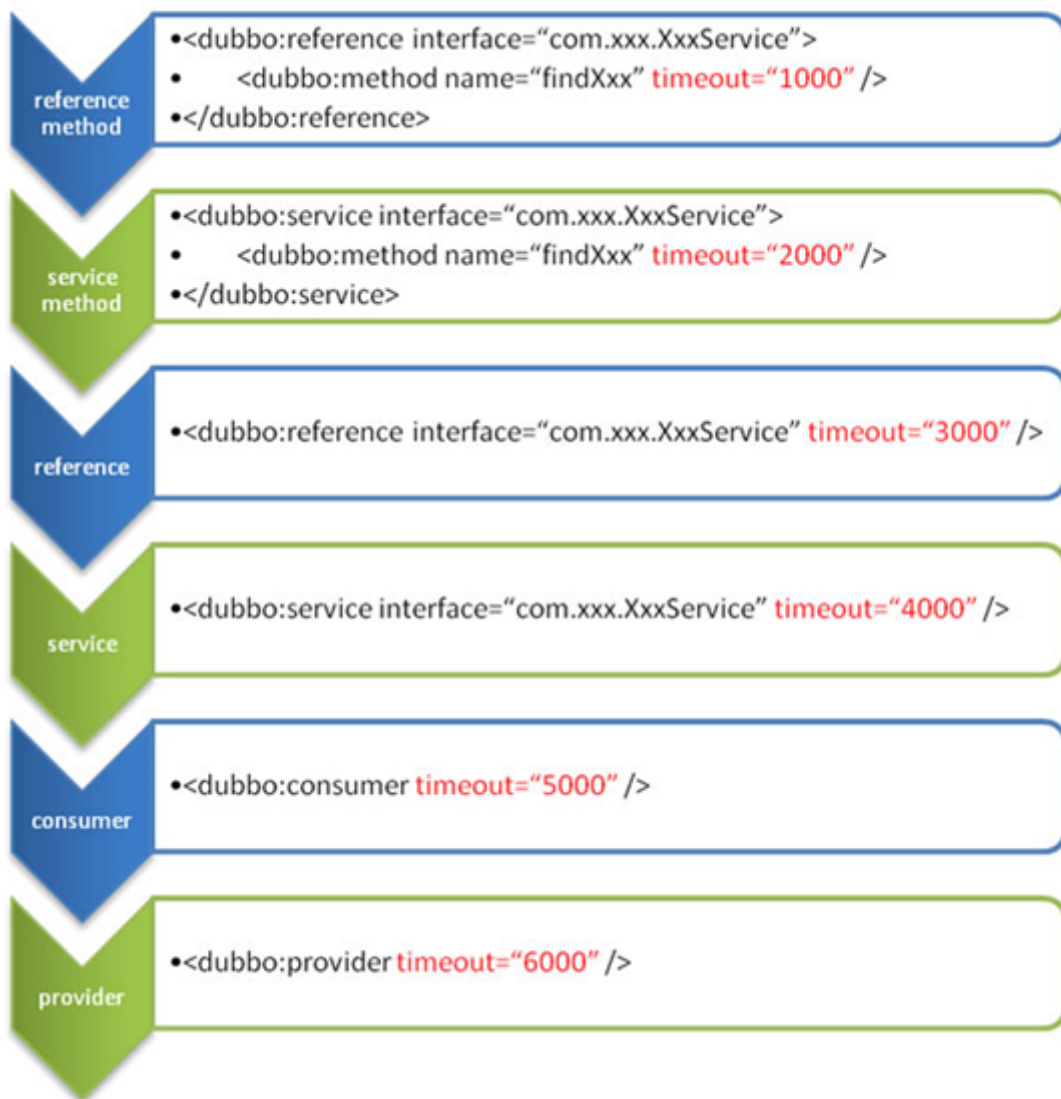 reference
method
•<dubbo:reference interface=“com.xxx.XxxService”>
• <dubbo:method name=“findXxx” timeout=“1000” />
•</dubbo:reference>
service
method
•<dubbo:service interface=“com.xxx.XxxService”>
• <dubbo:method name=“findXxx” timeout=“2000” />
•</dubbo:service>
reference
•<dubbo:reference interface=“com.xxx.XxxService” timeout=“3000” />
service
•<dubbo:service interface=“com.xxx.XxxService” timeout=“4000” />
consumer
•<dubbo:consumer timeout=“5000” />
provider
•<dubbo:provider timeout=“6000” />